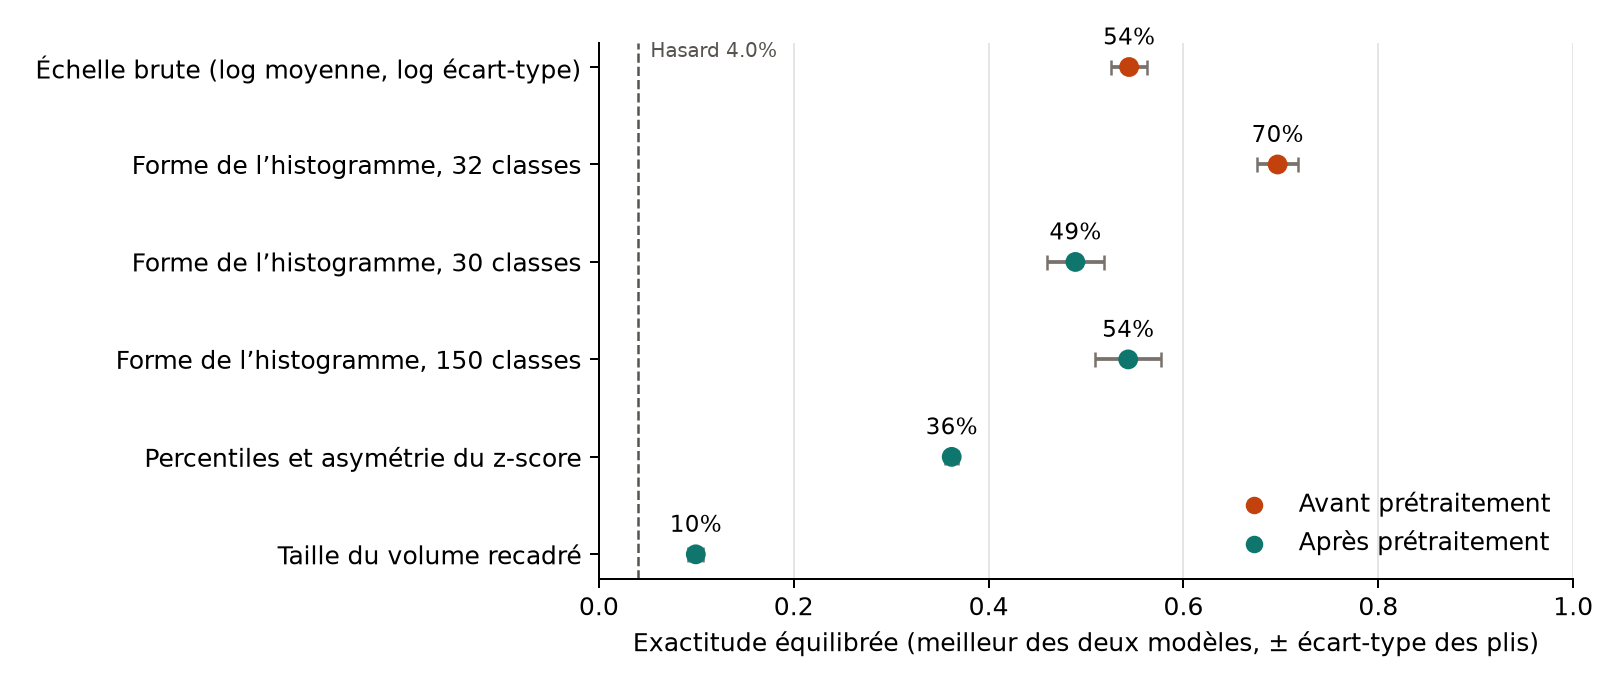 54%
Hasard 4.0%
Échelle brute (log moyenne, log écart-type)
70%
Forme de l’histogramme, 32 classes
49%
Forme de l’histogramme, 30 classes
54%
Forme de l’histogramme, 150 classes
36%
Percentiles et asymétrie du z-score
Avant prétraitement
10%
Après prétraitement
Taille du volume recadré
0.0 0.2 0.4 0.6 0.8 1.0
Exactitude équilibrée (meilleur des deux modèles, ± écart-type des plis)